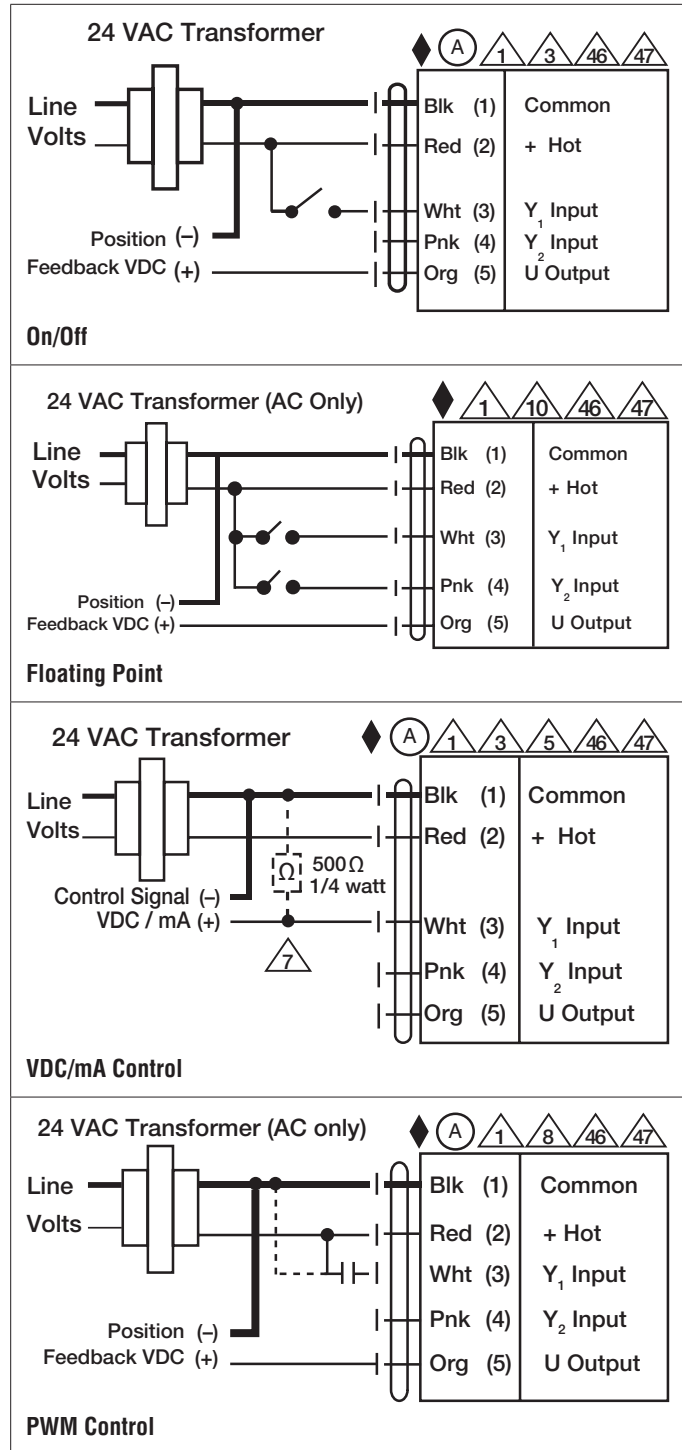 24 VAC Transformer
A 1 3 46 47
Line Volts
Blk (1) Common
Red (2) + Hot
Wht (3) Y1 Input
Position (–)
Pnk (4) Y2 Input
Feedback VDC (+)
Org (5) U Output
On/Off
24 VAC Transformer (AC Only)
1 10 46 47
Line Volts
Blk (1) Common
Red (2) + Hot
Wht (3) Y1 Input
Pnk (4) Y2 Input
Position (–)
Feedback VDC (+)
Org (5) U Output
Floating Point
24 VAC Transformer
A 1 3 5 46 47
Line Volts
Blk (1) Common
Red (2) + Hot
Ω 500Ω
1/4 watt
Control Signal (–)
VDC / mA (+)
Wht (3) Y1 Input
7
Pnk (4) Y2 Input
Org (5) U Output
VDC/mA Control
24 VAC Transformer (AC only)
A 1 8 46 47
Line
Volts
Blk (1) Common
Red (2) + Hot
Wht (3) Y1 Input
Pnk (4) Y2 Input
Position (–)
Feedback VDC (+)
Org (5) U Output
PWM Control